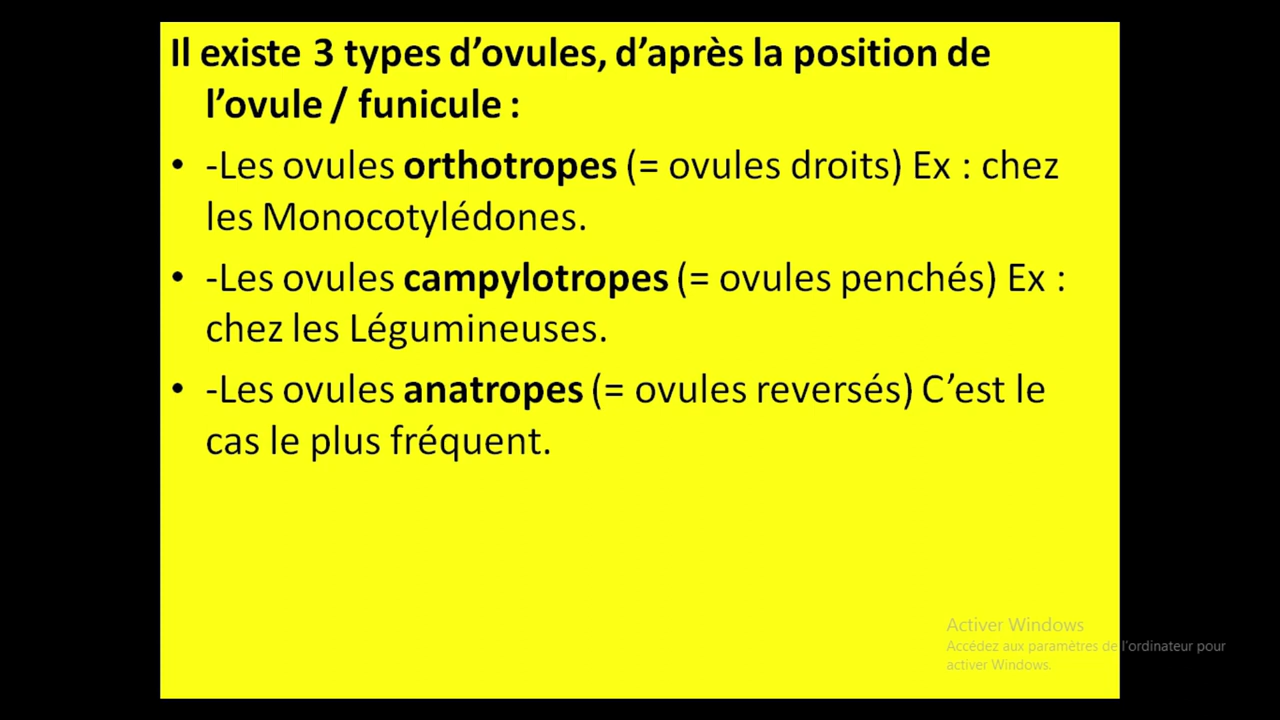 Il existe 3 types d’ovules, d’après la position de
l’ovule / funicule :
• -Les ovules orthotropes (= ovules droits) Ex : chez
les Monocotylédones.
• -Les ovules campylotropes (= ovules penchés) Ex :
chez les Légumineuses.
• -Les ovules anatropes (= ovules reversés) C’est le
cas le plus fréquent.
Activer Windows
Accédez aux paramètres de l’ordinateur pour
activer Windows.